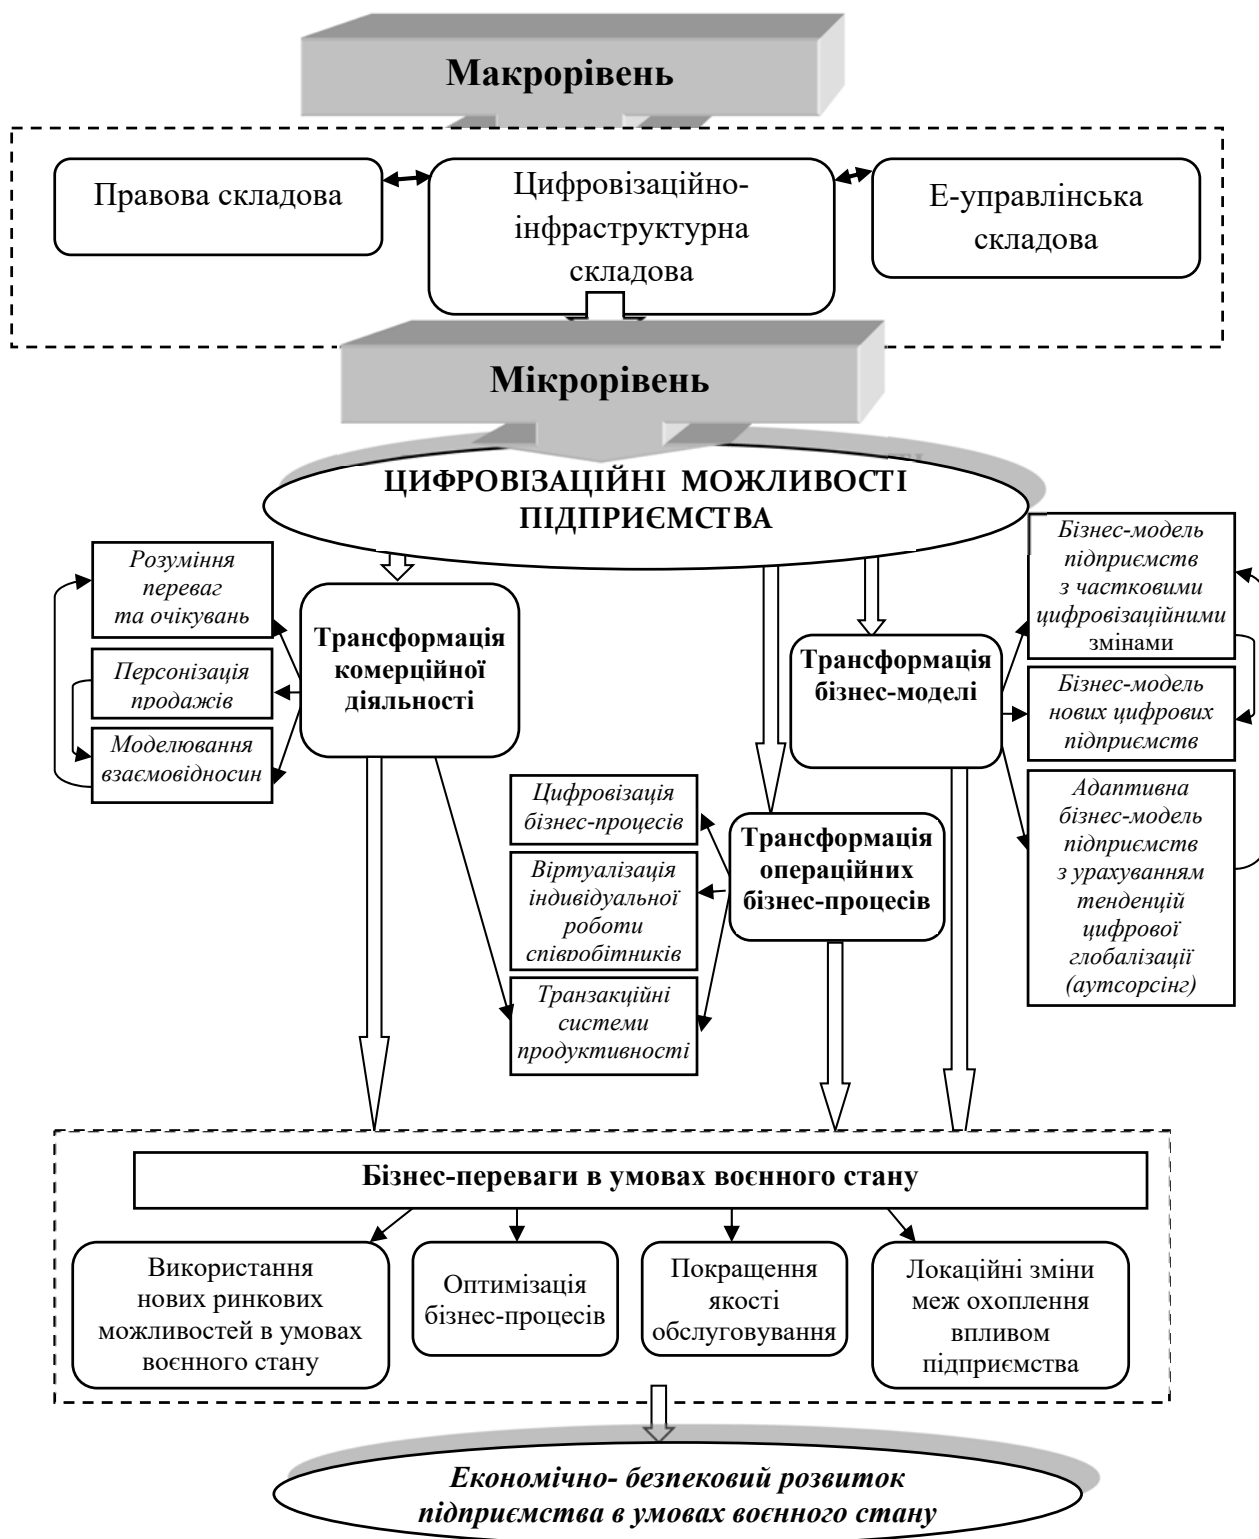 Макрорівень
Правова складова
Цифровізаційно-
інфраструктурна
складова
Е-управлінська
складова
Мікрорівень
ЦИФРОВІЗАЦІЙНІ МОЖЛИВОСТІ
ПІДПРИЄМСТВА
Розуміння
переваг
та очікувань
Персонізація
продажів
Моделювання
взаємовідносин
Трансформація
комерційної
діяльності
Трансформація
бізнес-моделі
Бізнес-модель
підприємств
з частковими
цифровізаційними
змінами
Бізнес-модель
нових цифрових
підприємств
Адаптивна
бізнес-модель
підприємств
з урахуванням
тенденцій
цифрової
глобалізації
(аутсорсінг)
Цифровізація
бізнес-процесів
Віртуалізація
індивідуальної
роботи
співробітників
Транзакційні
системи
продуктивності
Трансформація
операційних
бізнес-процесів
Бізнес-переваги в умовах воєнного стану
Використання
нових ринкових
можливостей в умовах
воєнного стану
Оптимізація
бізнес-процесів
Покращення
якості
обслуговування
Локаційні зміни
меж охоплення
впливом
підприємства
Економічно- безпековий розвиток
підприємства в умовах воєнного стану